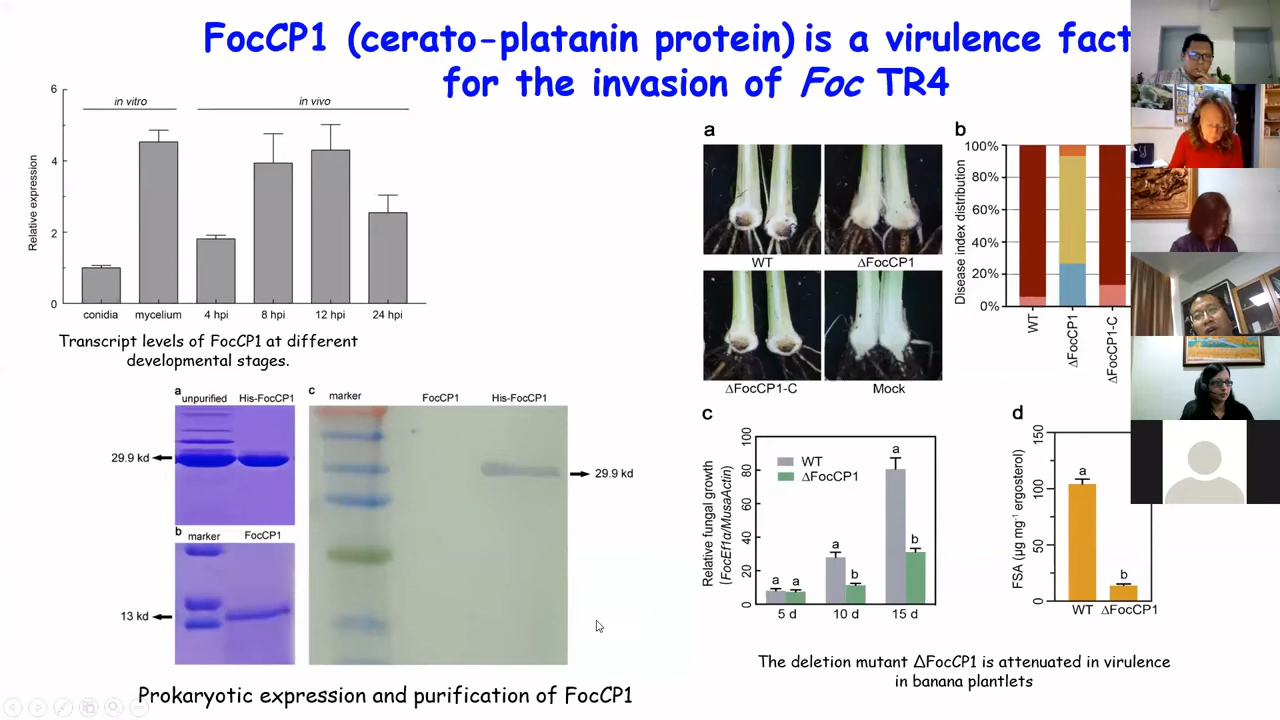 FocCP1 (cerato-platanin protein) is a virulence fact
for the invasion of Foc TR4
6
4
2
0
Relative expression
in vitro
in vivo
conidia
mycelium
4 hpi
8 hpi
12 hpi
24 hpi
Transcript levels of FocCP1 at different
developmental stages.
a
unpurified
His-FocCP1
29.9 kd
b
marker
FocCP1
13 kd
c
marker
FocCP1
His-FocCP1
29.9 kd
Prokaryotic expression and purification of FocCP1
a
WT
ΔFocCP1
ΔFocCP1-C
Mock
b
Disease index distribution
100%
80%
60%
40%
20%
0%
WT
ΔFocCP1
ΔFocCP1-C
c
Relative fungal growth
(FocEf1α/MusaActin)
100
80
60
40
20
0
WT
ΔFocCP1
a
a
a
b
a
b
5 d
10 d
15 d
d
FSA (µg mg⁻¹ ergosterol)
150
100
50
0
a
b
WT
ΔFocCP1
The deletion mutant ΔFocCP1 is attenuated in virulence
in banana plantlets